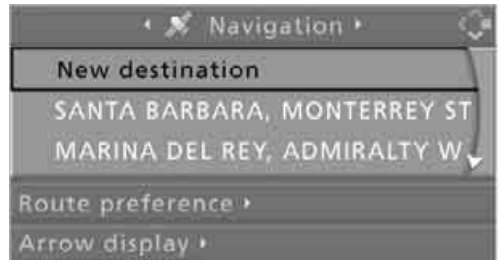 Navigation
New destination
SANTA BARBARA, MONTERREY ST
MARINA DEL REY, ADMIRALTY W
Route preference
Arrow display